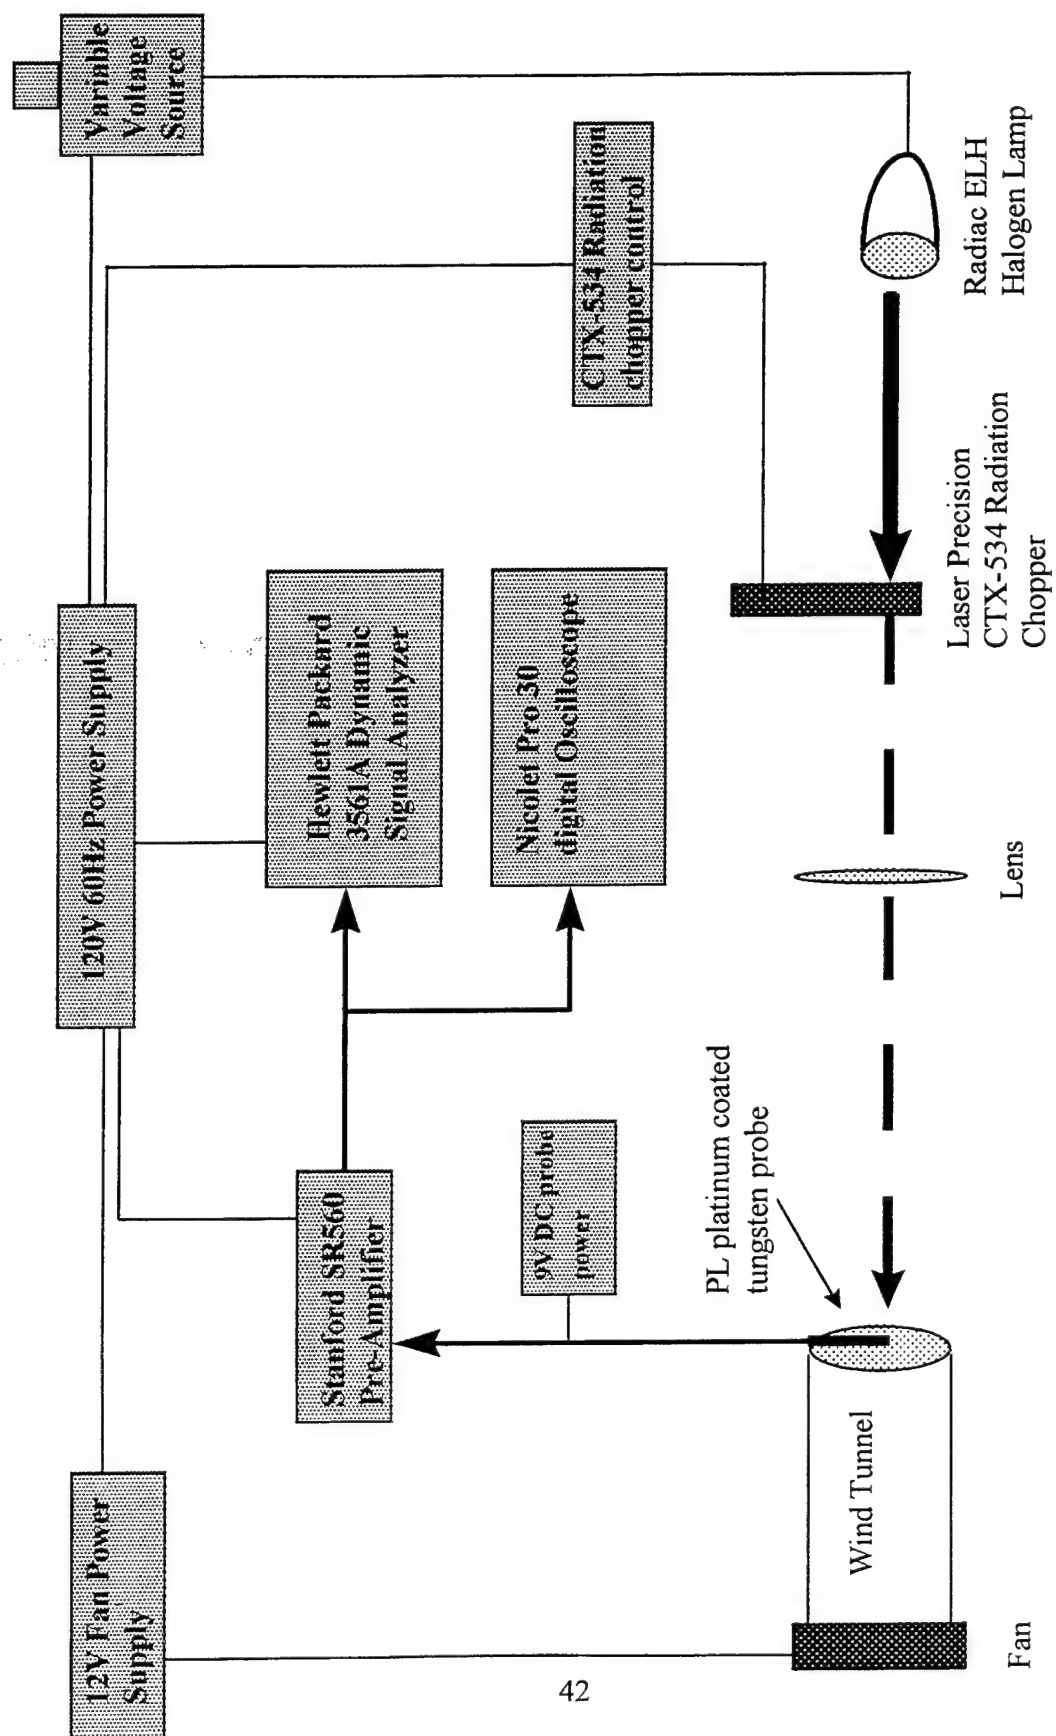 12V Fan Power
Supply
120V 60Hz Power Supply
Variable
Voltage
Source
Stanford SR560
Pre-Amplifier
Hewlett Packard
3561A Dynamic
Signal Analyzer
Nicolet Pro 30
digital Oscilloscope
9V DC probe
power
CTX-534 Radiation
chopper control
PL platinum coated
tungsten probe
Wind Tunnel
Fan
Lens
Laser Precision
CTX-534 Radiation
Chopper
Radiac ELH
Halogen Lamp
42